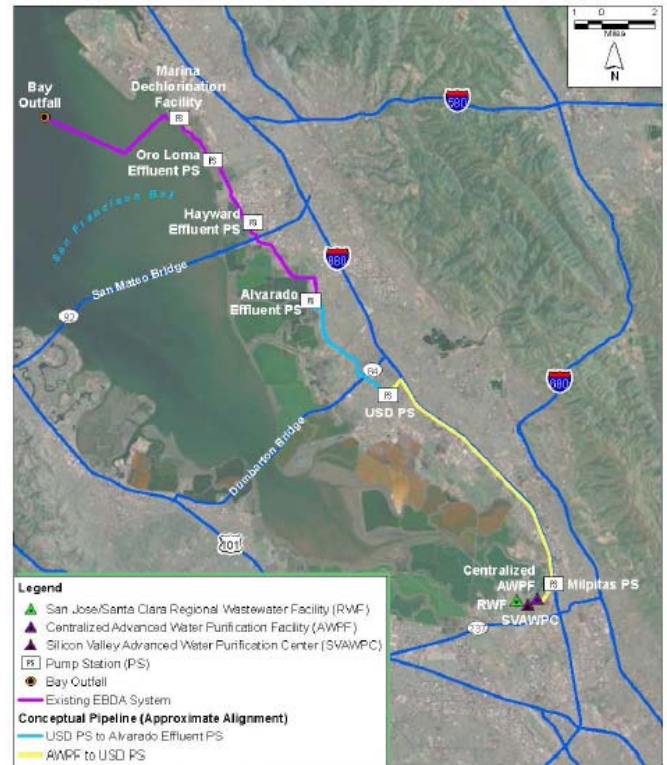 1 0 2
Miles
N
Marina
Dechlorination
Facility
Bay
Outfall
PS
580
Oro Loma
Effluent PS
PS
San Francisco Bay
Hayward
Effluent PS
PS
880
San Mateo Bridge
Alvarado
Effluent PS
PS
92
84
PS
USD PS
680
Dumbarton Bridge
101
Centralized
AWPF
PS
Milpitas PS
RWF
SVAWPC
237
Legend
San Jose/Santa Clara Regional Wastewater Facility (RWF)
Centralized Advanced Water Purification Facility (AWPF)
Silicon Valley Advanced Water Purification Center (SVAWPC)
PS Pump Station (PS)
Bay Outfall
Existing EBDA System
Conceptual Pipeline (Approximate Alignment)
USD PS to Alvarado Effluent PS
AWPF to USD PS